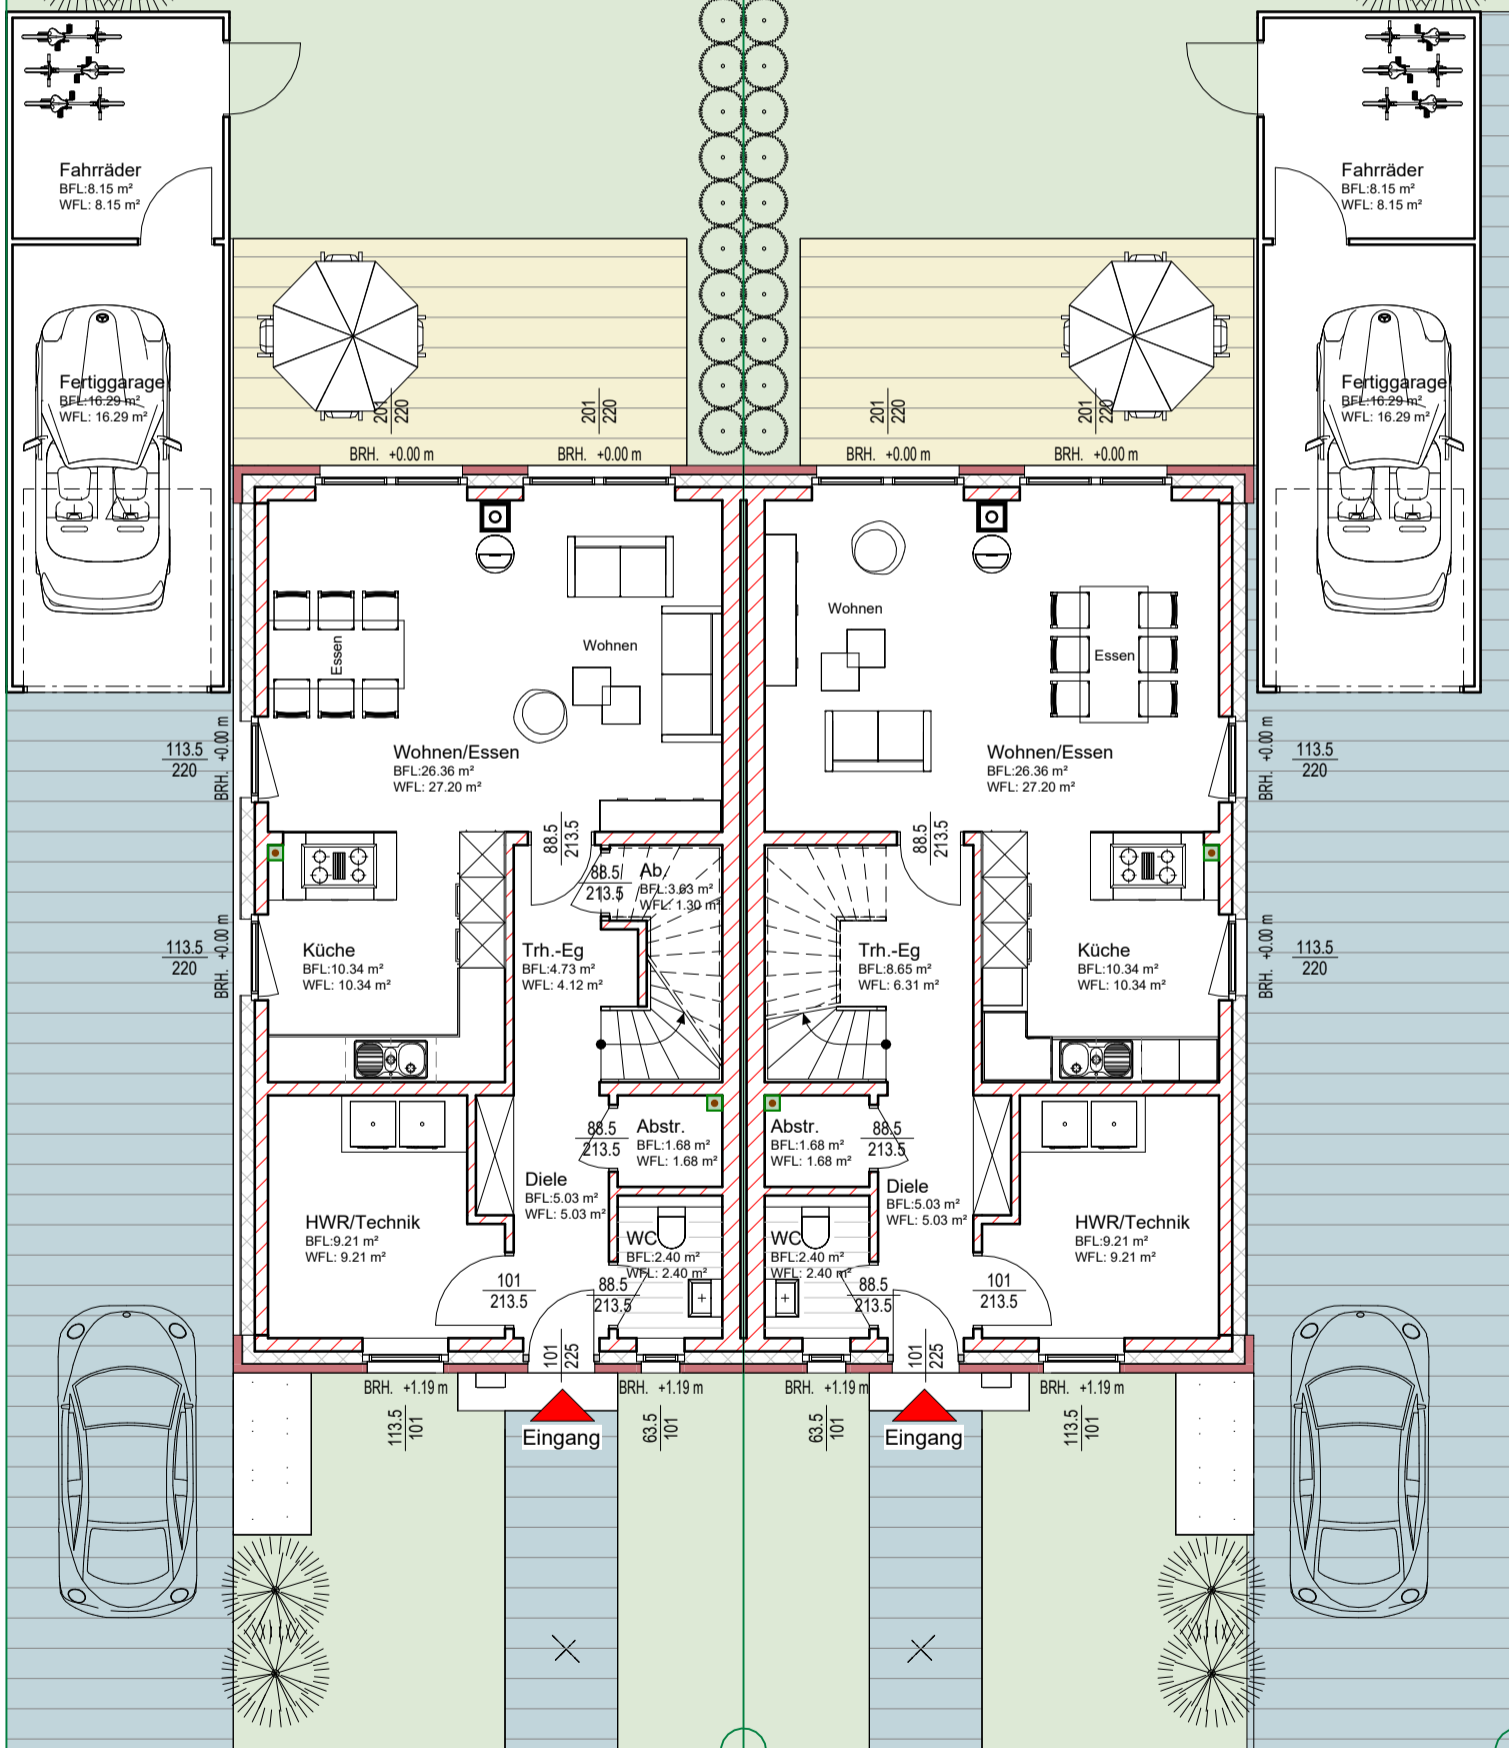 Fahrräder
BFL:8.15 m²
WFL: 8.15 m²
Fahrräder
BFL:8.15 m²
WFL: 8.15 m²
Fertiggarage
BFL:16.29 m²
WFL: 16.29 m²
Fertiggarage
BFL:16.29 m²
WFL: 16.29 m²
201
220
201
220
201
220
201
220
BRH. +0.00 m
BRH. +0.00 m
BRH. +0.00 m
BRH. +0.00 m
Essen
Wohnen
Wohnen
Essen
Wohnen/Essen
BFL:26.36 m²
WFL: 27.20 m²
Wohnen/Essen
BFL:26.36 m²
WFL: 27.20 m²
113.5
220
BRH. +0.00 m
BRH. +0.00 m
113.5
220
88.5
213.5
88.5
213.5
88.5
213.5
Ab.
BFL:3.63 m²
WFL: 1.30 m²
113.5
220
BRH. +0.00 m
Küche
BFL:10.34 m²
WFL: 10.34 m²
Trh.-Eg
BFL:4.73 m²
WFL: 4.12 m²
Trh.-Eg
BFL:8.65 m²
WFL: 6.31 m²
Küche
BFL:10.34 m²
WFL: 10.34 m²
BRH. +0.00 m
113.5
220
88.5
213.5
Abstr.
BFL:1.68 m²
WFL: 1.68 m²
Abstr.
BFL:1.68 m²
WFL: 1.68 m²
88.5
213.5
Diele
BFL:5.03 m²
WFL: 5.03 m²
Diele
BFL:5.03 m²
WFL: 5.03 m²
HWR/Technik
BFL:9.21 m²
WFL: 9.21 m²
WC
BFL:2.40 m²
WFL: 2.40 m²
WC
BFL:2.40 m²
WFL: 2.40 m²
HWR/Technik
BFL:9.21 m²
WFL: 9.21 m²
101
213.5
88.5
213.5
88.5
213.5
101
213.5
101
225
101
225
BRH. +1.19 m
BRH. +1.19 m
BRH. +1.19 m
BRH. +1.19 m
113.5
101
Eingang
63.5
101
63.5
101
Eingang
113.5
101